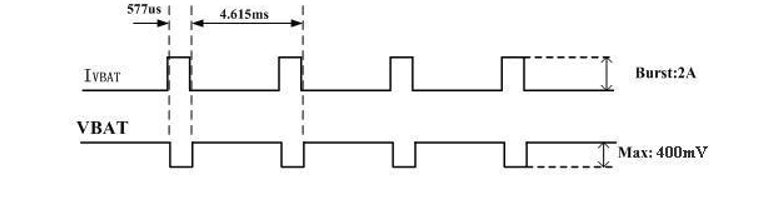 577us
4.615ms
IVBAT
Burst:2A
VBAT
Max: 400mV